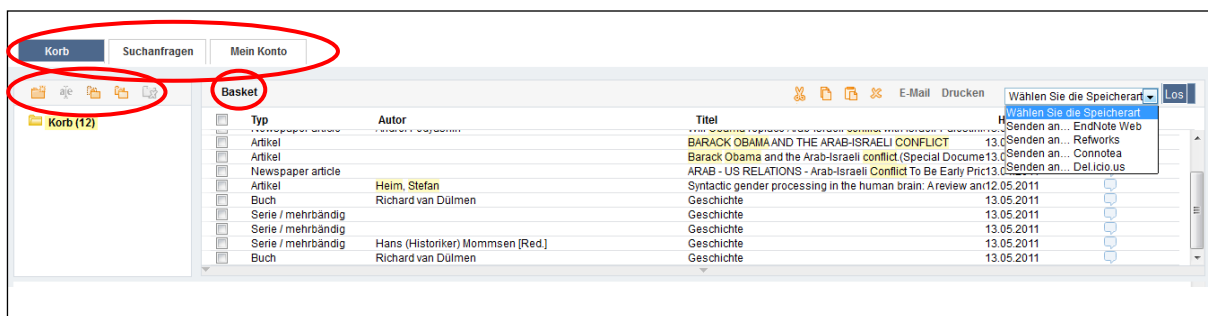 Korb Suchanfragen Mein Konto
Basket E-Mail Drucken Wählen Sie die Speicherart Los
Korb (12)
Typ Autor Titel
Wählen Sie die Speicherart
Senden an... EndNote Web
Senden an... Refworks
Senden an... Connotea
Senden an... Del.icio.us
Newspaper article
Artikel BARACK OBAMA AND THE ARAB-ISRAELI CONFLICT
Artikel Barack Obama and the Arab-Israeli conflict.(Special Docume
Newspaper article ARAB - US RELATIONS - Arab-Israeli Conflict To Be Early Pric
Artikel Heim, Stefan Syntactic gender processing in the human brain: A review and 12.05.2011
Buch Richard van Dülmen Geschichte 13.05.2011
Serie / mehrbändig Geschichte 13.05.2011
Serie / mehrbändig Geschichte 13.05.2011
Serie / mehrbändig Hans (Historiker) Mommsen [Red.] Geschichte 13.05.2011
Buch Richard van Dülmen Geschichte 13.05.2011